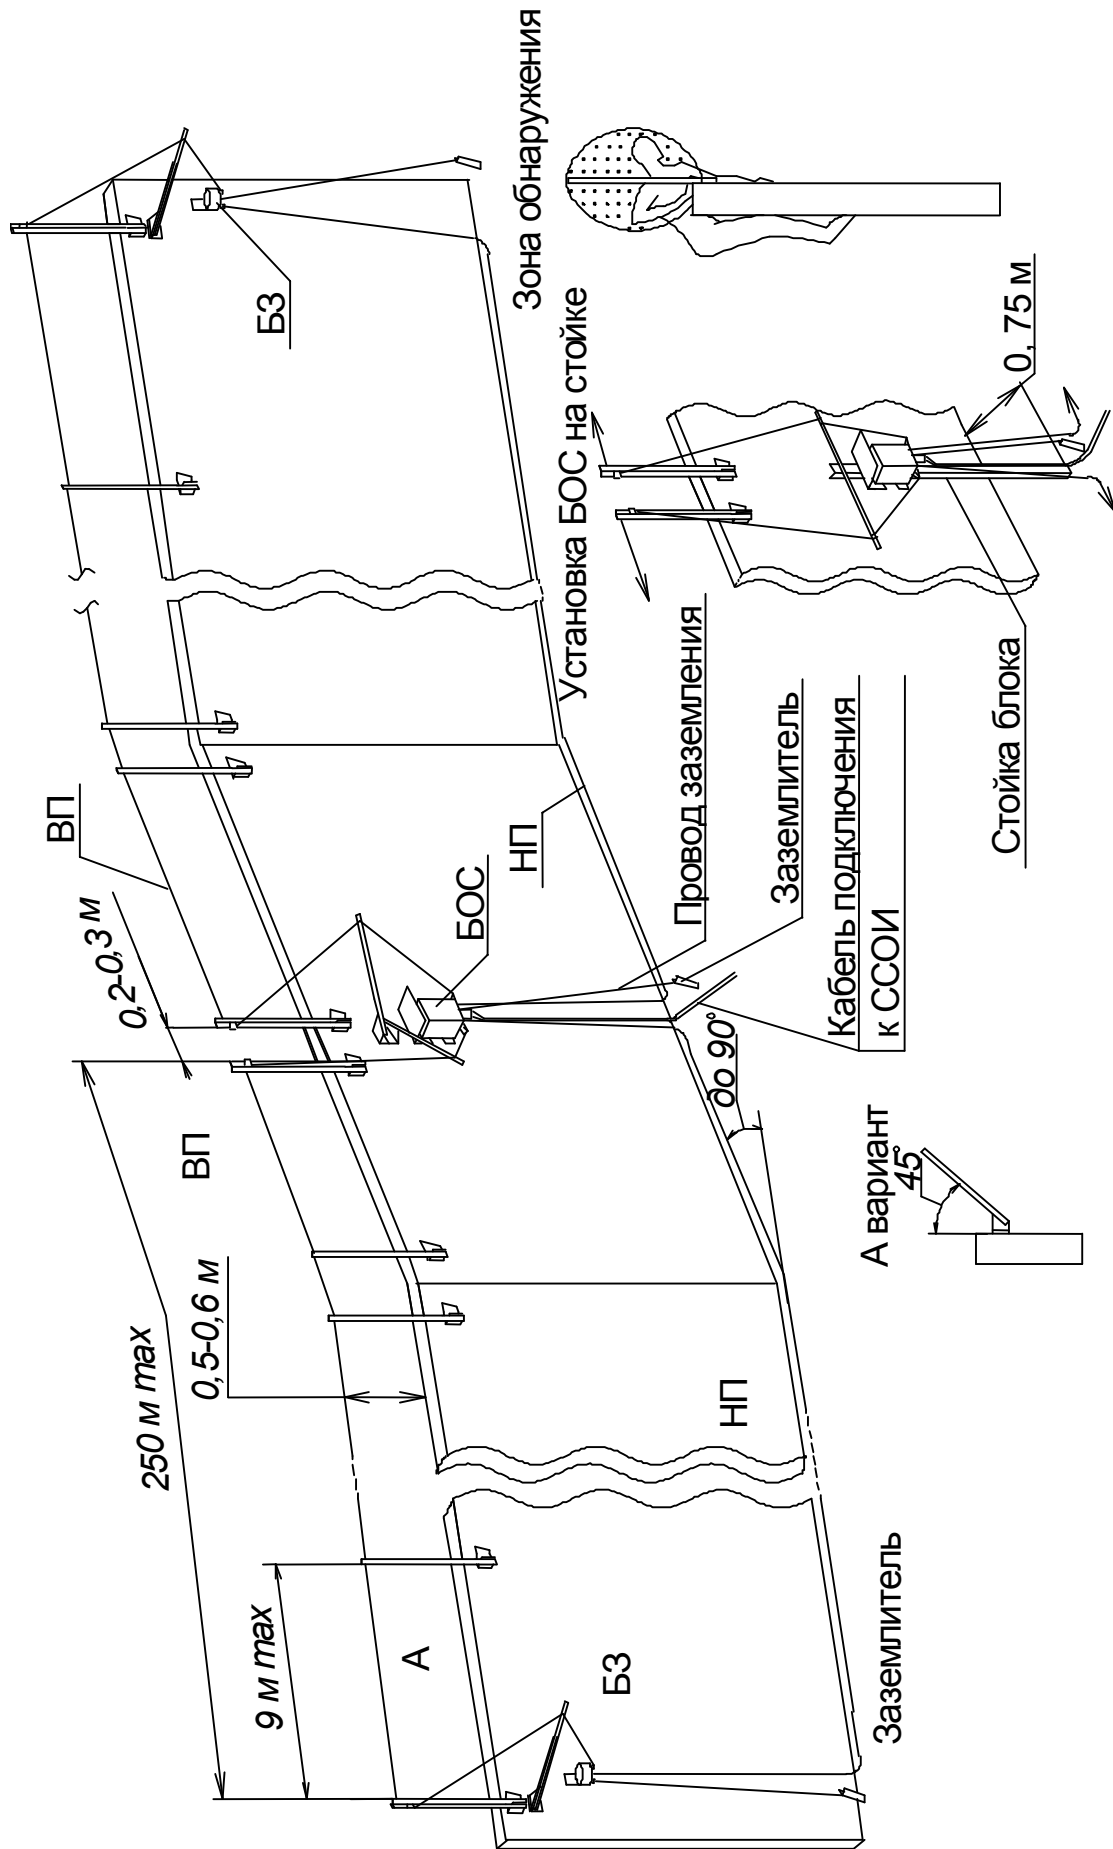 250 м max
9 м max
0,5-0,6 м
0,2-0,3 м
ВП
ВП
А
БЗ
БЗ
БОС
НП
НП
до 90°
Заземлитель
Провод заземления
Заземлитель
Кабель подключения
к ССОИ
А вариант
45°
Установка БОС на стойке
Стойка блока
0, 75 м
Зона обнаружения